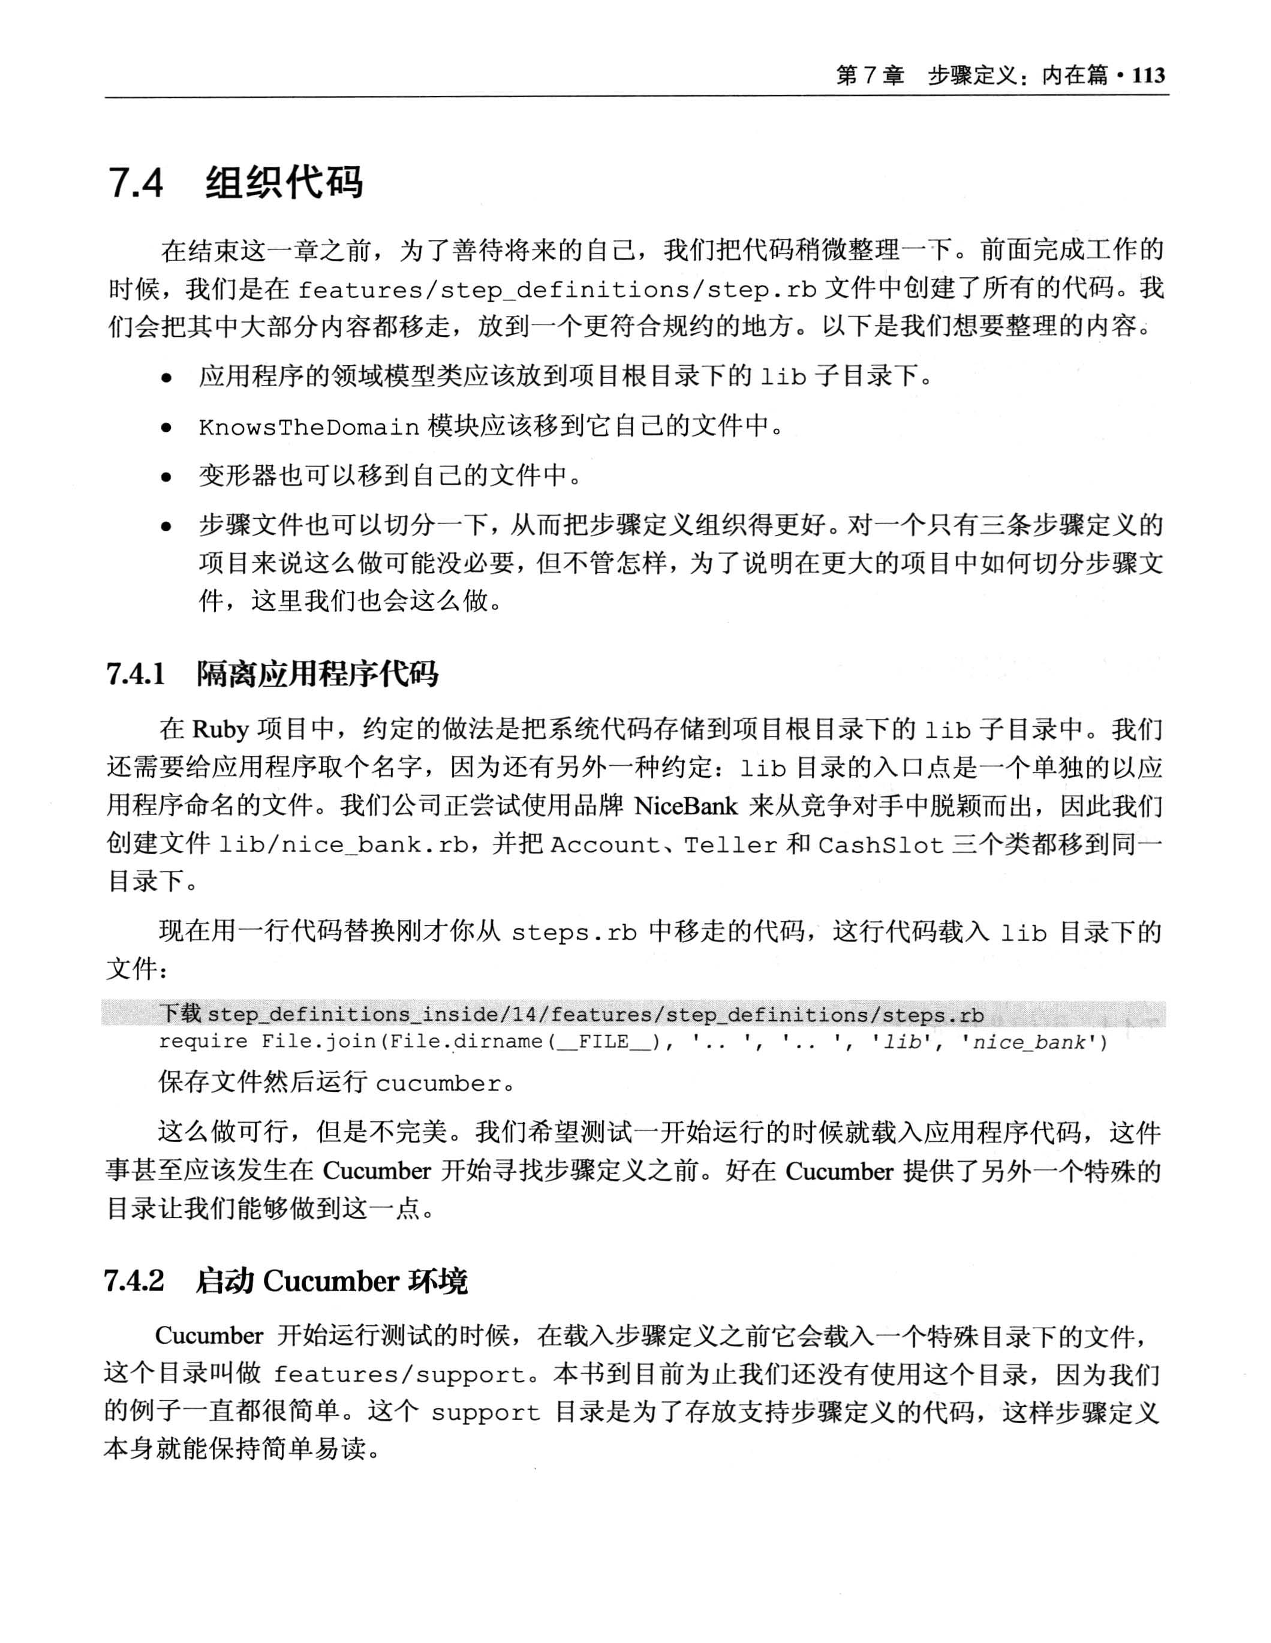 第 7 章 步骤定义：内在篇 · 113
7.4 组织代码
在结束这一章之前，为了善待将来的自己，我们把代码稍微整理一下。前面完成工作的
时候，我们是在 features/step_definitions/step.rb 文件中创建了所有的代码。我
们会把其中大部分内容都移走，放到一个更符合规约的地方。以下是我们想要整理的内容。
● 应用程序的领域模型类应该放到项目根目录下的 lib 子目录下。
● KnowsTheDomain 模块应该移到它自己的文件中。
● 变形器也可以移到自己的文件中。
● 步骤文件也可以切分一下，从而把步骤定义组织得更好。对一个只有三条步骤定义的
项目来说这么做可能没必要，但不管怎样，为了说明在更大的项目中如何切分步骤文
件，这里我们也会这么做。
7.4.1 隔离应用程序代码
在 Ruby 项目中，约定的做法是把系统代码存储到项目根目录下的 lib 子目录中。我们
还需要给应用程序取个名字，因为还有另外一种约定：lib 目录的入口点是一个单独的以应
用程序命名的文件。我们公司正尝试使用品牌 NiceBank 来从竞争对手中脱颖而出，因此我们
创建文件 lib/nice_bank.rb，并把 Account、Teller 和 CashSlot 三个类都移到同一
目录下。
现在用一行代码替换刚才你从 steps.rb 中移走的代码，这行代码载入 lib 目录下的
文件：
下载 step_definitions_inside/14/features/step_definitions/steps.rb
require File.join(File.dirname(__FILE__), '.. ', '.. ', 'lib', 'nice_bank')
保存文件然后运行 cucumber。
这么做可行，但是不完美。我们希望测试一开始运行的时候就载入应用程序代码，这件
事甚至应该发生在 Cucumber 开始寻找步骤定义之前。好在 Cucumber 提供了另外一个特殊的
目录让我们能够做到这一点。
7.4.2 启动 Cucumber 环境
Cucumber 开始运行测试的时候，在载入步骤定义之前它会载入一个特殊目录下的文件，
这个目录叫做 features/support。本书到目前为止我们还没有使用这个目录，因为我们
的例子一直都很简单。这个 support 目录是为了存放支持步骤定义的代码，这样步骤定义
本身就能保持简单易读。